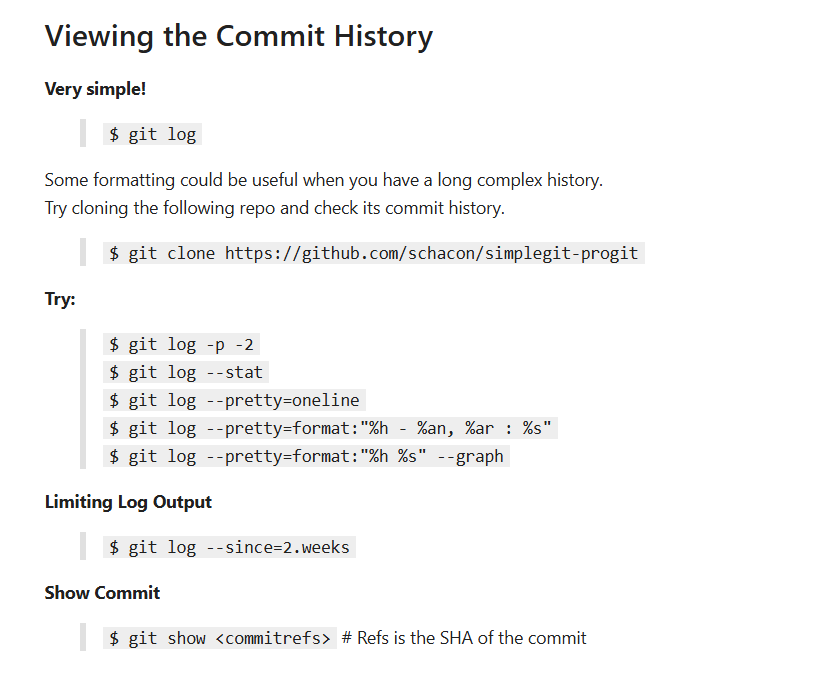 Viewing the Commit History
Very simple!
$ git log
Some formatting could be useful when you have a long complex history.
Try cloning the following repo and check its commit history.
$ git clone https://github.com/schacon/simplegit-progit
Try:
$ git log -p -2
$ git log --stat
$ git log --pretty=oneline
$ git log --pretty=format:"%h - %an, %ar : %s"
$ git log --pretty=format:"%h %s" --graph
Limiting Log Output
$ git log --since=2.weeks
Show Commit
$ git show <commitrefs> # Refs is the SHA of the commit